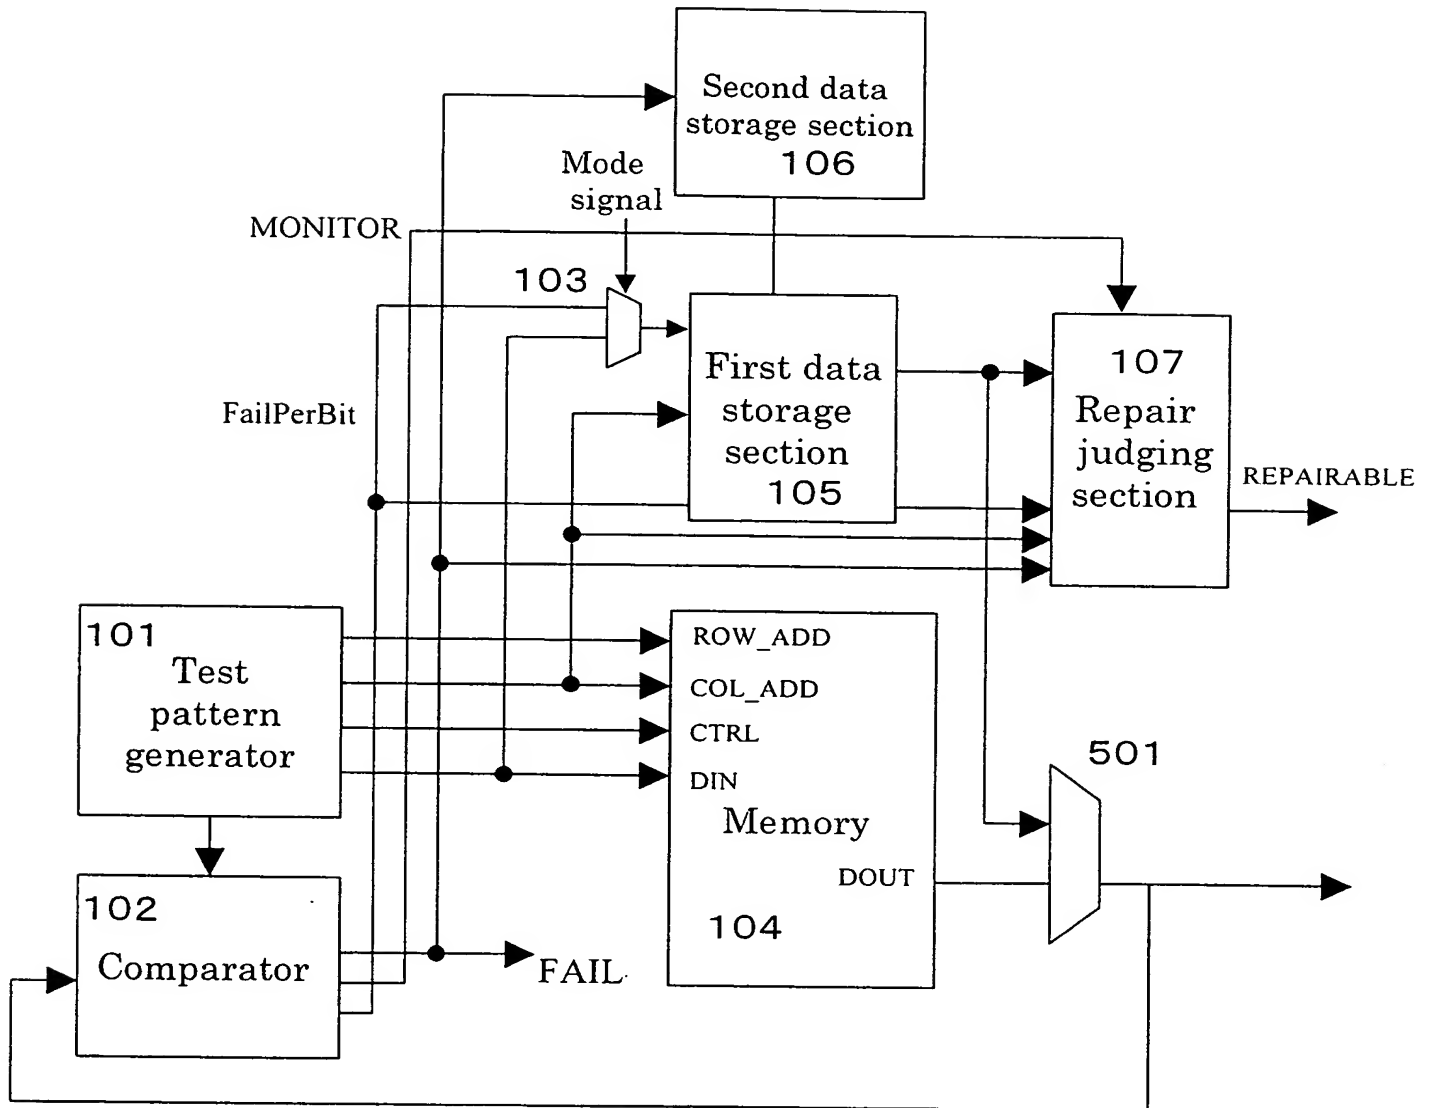 Second data
storage section
106
Mode
signal
MONITOR
103
107
First data
storage
section
105
Repair
judging
section
FailPerBit
REPAIRABLE
101
Test
pattern
generator
ROW_ADD
COL_ADD
CTRL
DIN
Memory
DOUT
104
501
102
Comparator
FAIL